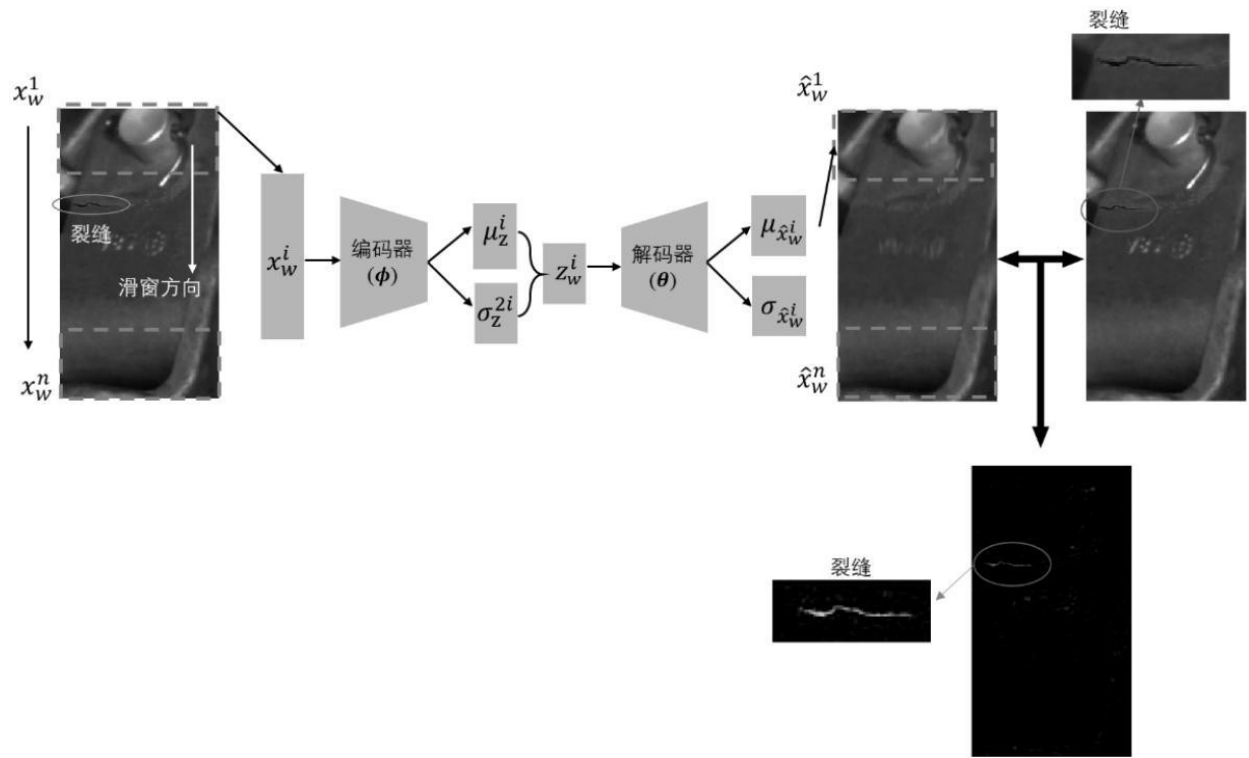 裂缝
x_w^1
x̂_w^1
裂缝
滑窗方向
x_w^n
x_w^i
编码器
(ϕ)
μ_z^i
σ_z^{2i}
z_w^i
解码器
(θ)
μ_{x̂_w^i}
σ_{x̂_w^i}
x̂_w^n
裂缝